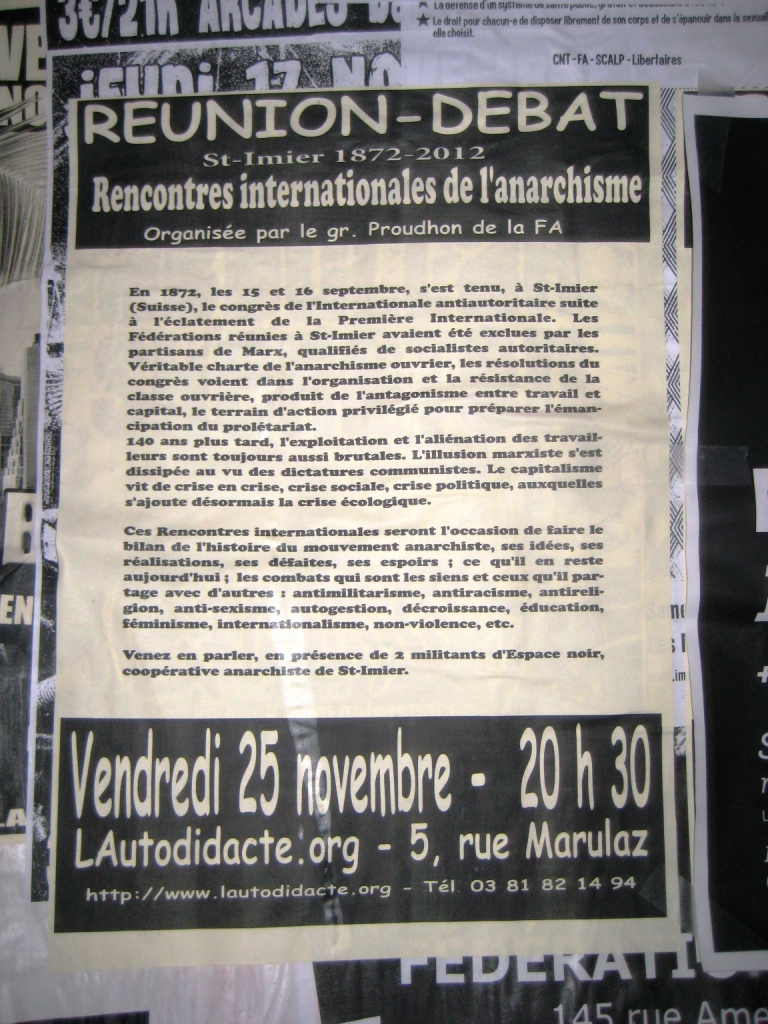 3€/21h ARCADES
La défense d'un système de santé public,
★ Le droit pour chacun-e de disposer librement de son corps et de s'épanouir dans la
elle choisit.
CNT - FA - SCALP - Libertaires
JEUDI 17
REUNION-DEBAT
St-Imier 1872-2012
Rencontres internationales de l'anarchisme
Organisée par le gr. Proudhon de la FA
En 1872, les 15 et 16 septembre, s'est tenu, à St-Imier
(Suisse), le congrès de l'Internationale antiautoritaire suite
à l'éclatement de la Première Internationale. Les
Fédérations réunies à St-Imier avaient été exclues par les
partisans de Marx, qualifiés de socialistes autoritaires.
Véritable charte de l'anarchisme ouvrier, les résolutions du
congrès voient dans l'organisation et la résistance de la
classe ouvrière, produit de l'antagonisme entre travail et
capital, le terrain d'action privilégié pour préparer l'éman-
cipation du prolétariat.
140 ans plus tard, l'exploitation et l'aliénation des travail-
leurs sont toujours aussi brutales. L'illusion marxiste s'est
dissipée au vu des dictatures communistes. Le capitalisme
vit de crise en crise, crise sociale, crise politique, auxquelles
s'ajoute désormais la crise écologique.
Ces Rencontres internationales seront l'occasion de faire le
bilan de l'histoire du mouvement anarchiste, ses idées, ses
réalisations, ses défaites, ses espoirs ; ce qu'il en reste
aujourd'hui ; les combats qui sont les siens et ceux qu'il par-
tage avec d'autres : antimilitarisme, antiracisme, antireli-
gion, anti-sexisme, autogestion, décroissance, éducation,
féminisme, internationalisme, non-violence, etc.
Venez en parler, en présence de 2 militants d'Espace noir,
coopérative anarchiste de St-Imier.
Vendredi 25 novembre - 20 h 30
LAutodidacte.org - 5, rue Marulaz
http://www.lautodidacte.org - Tél. 03 81 82 14 94
FEDERATI
145 rue Ame